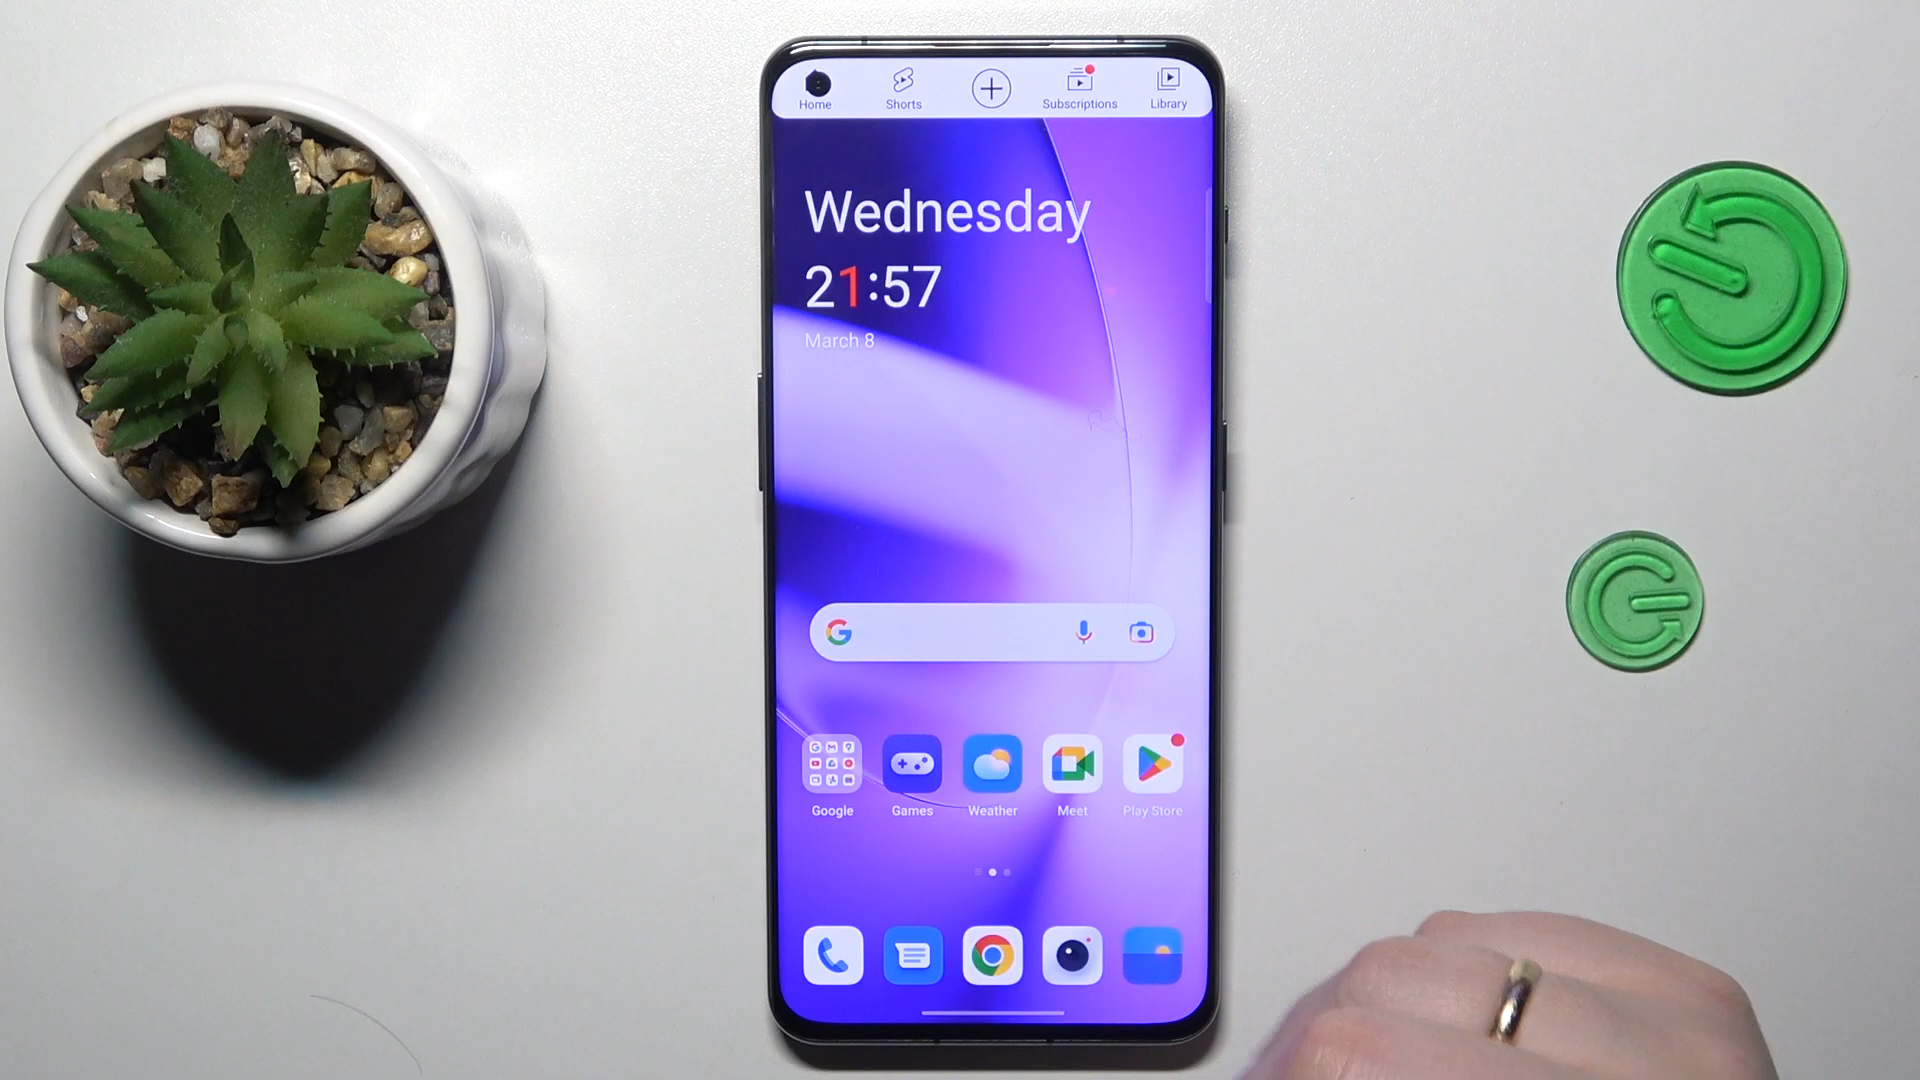 Home Shorts Subscriptions Library
Wednesday
21:57
March 8
Google Games Weather Meet Play Store